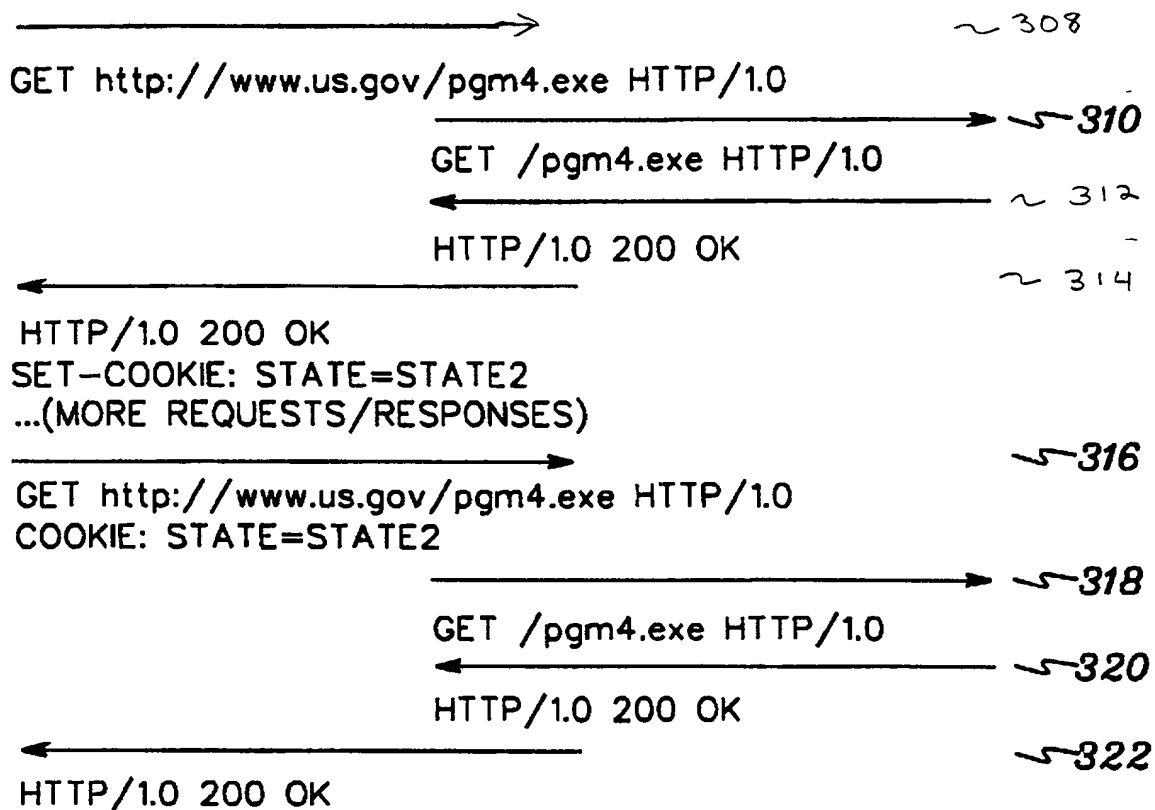 ~ 308
GET http://www.us.gov/pgm4.exe HTTP/1.0
310
GET /pgm4.exe HTTP/1.0
~ 312
HTTP/1.0 200 OK
~ 314
HTTP/1.0 200 OK
SET-COOKIE: STATE=STATE2
...(MORE REQUESTS/RESPONSES)
316
GET http://www.us.gov/pgm4.exe HTTP/1.0
COOKIE: STATE=STATE2
318
GET /pgm4.exe HTTP/1.0
320
HTTP/1.0 200 OK
322
HTTP/1.0 200 OK